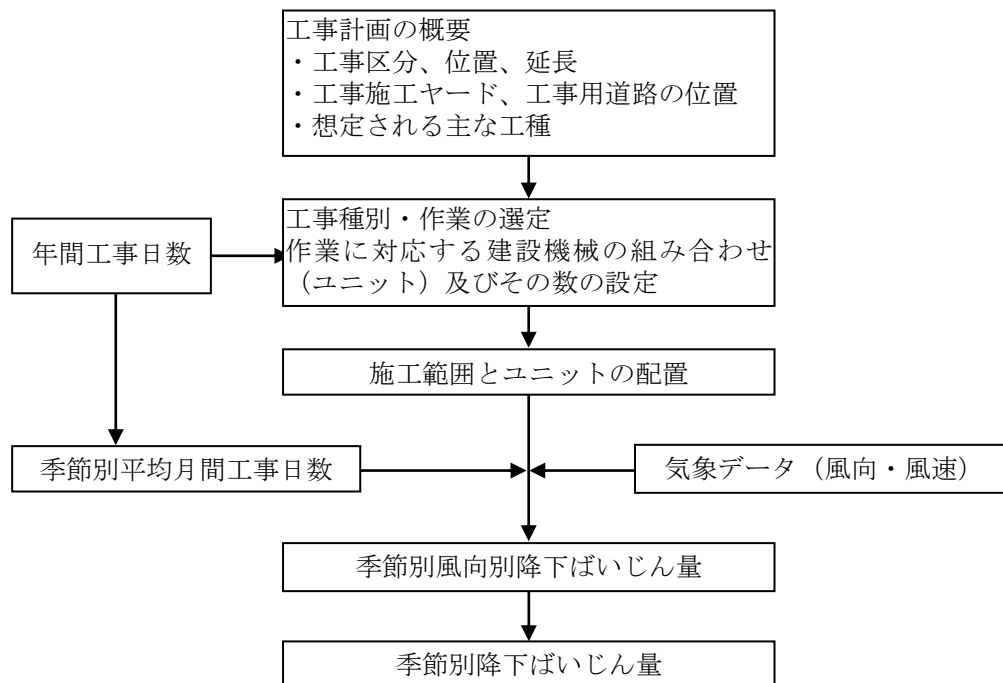 工事計画の概要
・工事区分、位置、延長
・工事施工ヤード、工事用道路の位置
・想定される主な工種
年間工事日数
工事種別・作業の選定
作業に対応する建設機械の組み合わせ
（ユニット）及びその数の設定
施工範囲とユニットの配置
季節別平均月間工事日数
気象データ（風向・風速）
季節別風向別降下ばいじん量
季節別降下ばいじん量